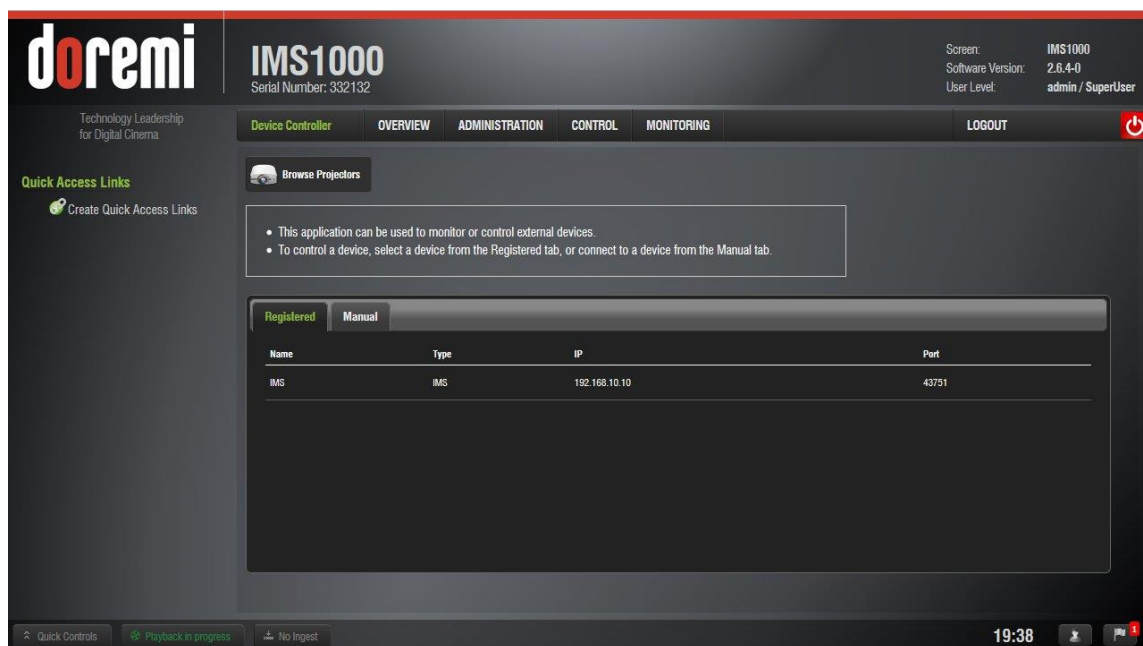 doremi
IMS1000
Serial Number: 332132
Screen: IMS1000
Software Version: 2.6.4-0
User Level: admin / SuperUser
Technology Leadership
for Digital Cinema
Device Controller OVERVIEW ADMINISTRATION CONTROL MONITORING LOGOUT
Quick Access Links
Create Quick Access Links
Browse Projectors
• This application can be used to monitor or control external devices.
• To control a device, select a device from the Registered tab, or connect to a device from the Manual tab.
Registered Manual
Name Type IP Port
IMS IMS 192.168.10.10 43751
Quick Controls Playback in progress No Ingest 19:38 1